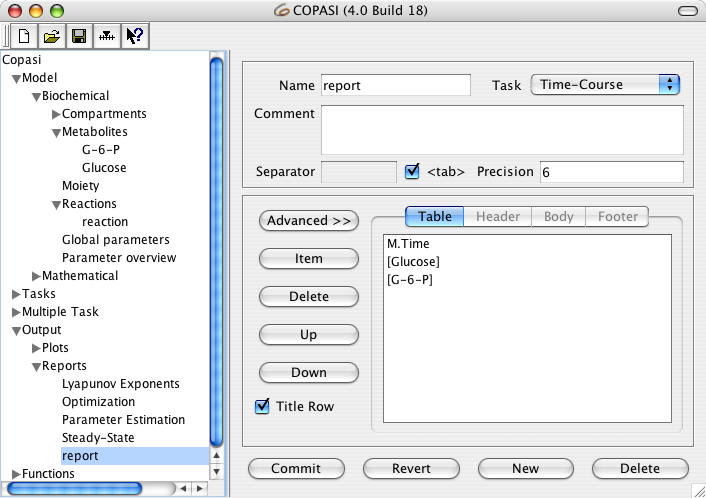 COPASI (4.0 Build 18)
Copasi
Model
Biochemical
Compartments
Metabolites
G-6-P
Glucose
Moiety
Reactions
reaction
Global parameters
Parameter overview
Mathematical
Tasks
Multiple Task
Output
Plots
Reports
Lyapunov Exponents
Optimization
Parameter Estimation
Steady-State
report
Functions
Name report Task Time-Course
Comment
Separator <tab> Precision 6
Advanced >>
Item
Delete
Up
Down
Title Row
Table Header Body Footer
M.Time
[Glucose]
[G-6-P]
Commit Revert New Delete